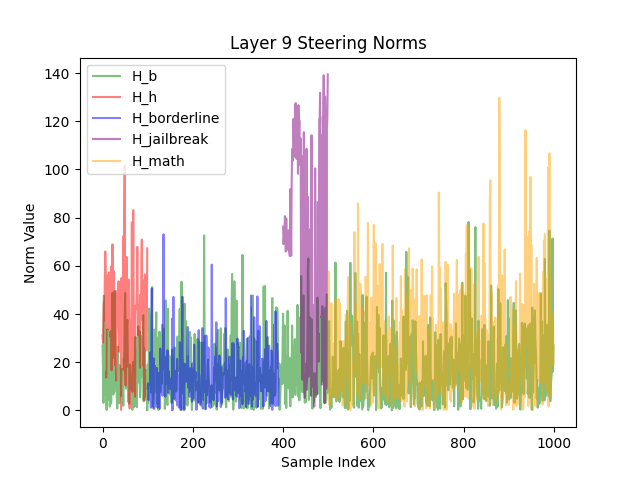 Layer 9 Steering Norms
H_b
H_h
H_borderline
H_jailbreak
H_math
Norm Value
140
120
100
80
60
40
20
0
0 200 400 600 800 1000
Sample Index